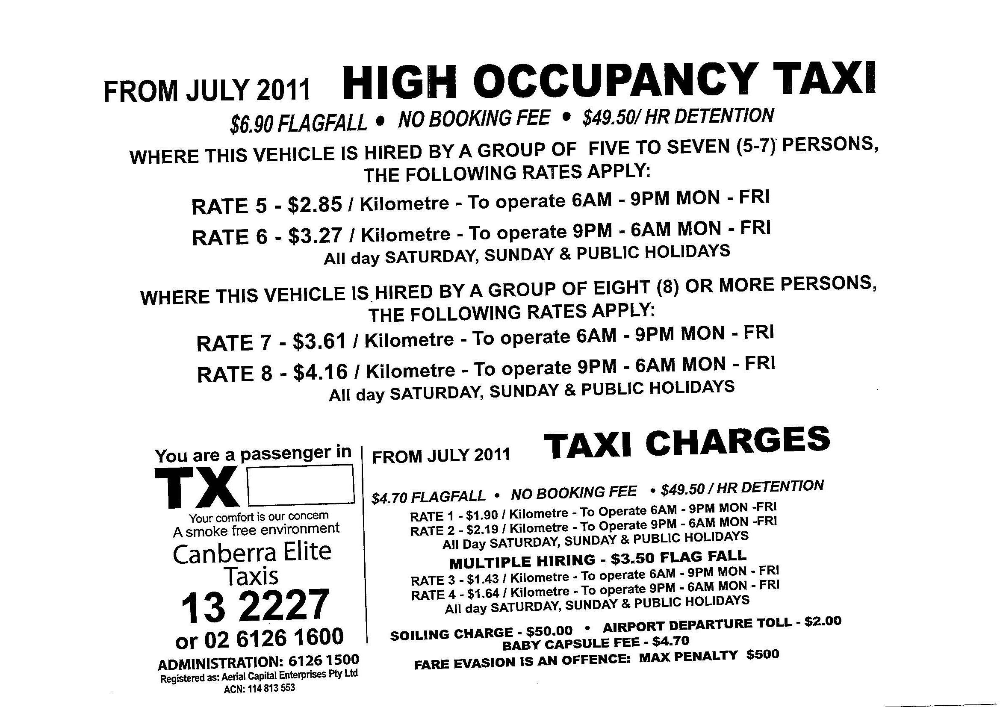 FROM JULY 2011 HIGH OCCUPANCY TAXI
$6.90 FLAGFALL • NO BOOKING FEE • $49.50/ HR DETENTION
WHERE THIS VEHICLE IS HIRED BY A GROUP OF FIVE TO SEVEN (5-7) PERSONS,
THE FOLLOWING RATES APPLY:
RATE 5 - $2.85 / Kilometre - To operate 6AM - 9PM MON - FRI
RATE 6 - $3.27 / Kilometre - To operate 9PM - 6AM MON - FRI
All day SATURDAY, SUNDAY & PUBLIC HOLIDAYS
WHERE THIS VEHICLE IS HIRED BY A GROUP OF EIGHT (8) OR MORE PERSONS,
THE FOLLOWING RATES APPLY:
RATE 7 - $3.61 / Kilometre - To operate 6AM - 9PM MON - FRI
RATE 8 - $4.16 / Kilometre - To operate 9PM - 6AM MON - FRI
All day SATURDAY, SUNDAY & PUBLIC HOLIDAYS
You are a passenger in
TX
Your comfort is our concern
A smoke free environment
Canberra Elite
Taxis
13 2227
or 02 6126 1600
ADMINISTRATION: 6126 1500
Registered as: Aerial Capital Enterprises Pty Ltd
ACN: 114 813 553
FROM JULY 2011 TAXI CHARGES
$4.70 FLAGFALL • NO BOOKING FEE • $49.50 / HR DETENTION
RATE 1 - $1.90 / Kilometre - To Operate 6AM - 9PM MON -FRI
RATE 2 - $2.19 / Kilometre - To Operate 9PM - 6AM MON -FRI
All Day SATURDAY, SUNDAY & PUBLIC HOLIDAYS
MULTIPLE HIRING - $3.50 FLAG FALL
RATE 3 - $1.43 / Kilometre - To operate 6AM - 9PM MON - FRI
RATE 4 - $1.64 / Kilometre - To operate 9PM - 6AM MON - FRI
All day SATURDAY, SUNDAY & PUBLIC HOLIDAYS
SOILING CHARGE - $50.00 • AIRPORT DEPARTURE TOLL - $2.00
BABY CAPSULE FEE - $4.70
FARE EVASION IS AN OFFENCE: MAX PENALTY $500